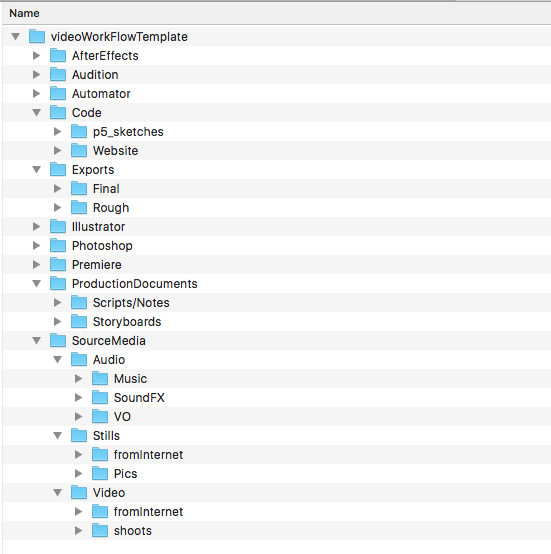 Name
videoWorkFlowTemplate
AfterEffects
Audition
Automator
Code
p5_sketches
Website
Exports
Final
Rough
Illustrator
Photoshop
Premiere
ProductionDocuments
Scripts/Notes
Storyboards
SourceMedia
Audio
Music
SoundFX
VO
Stills
fromInternet
Pics
Video
fromInternet
shoots